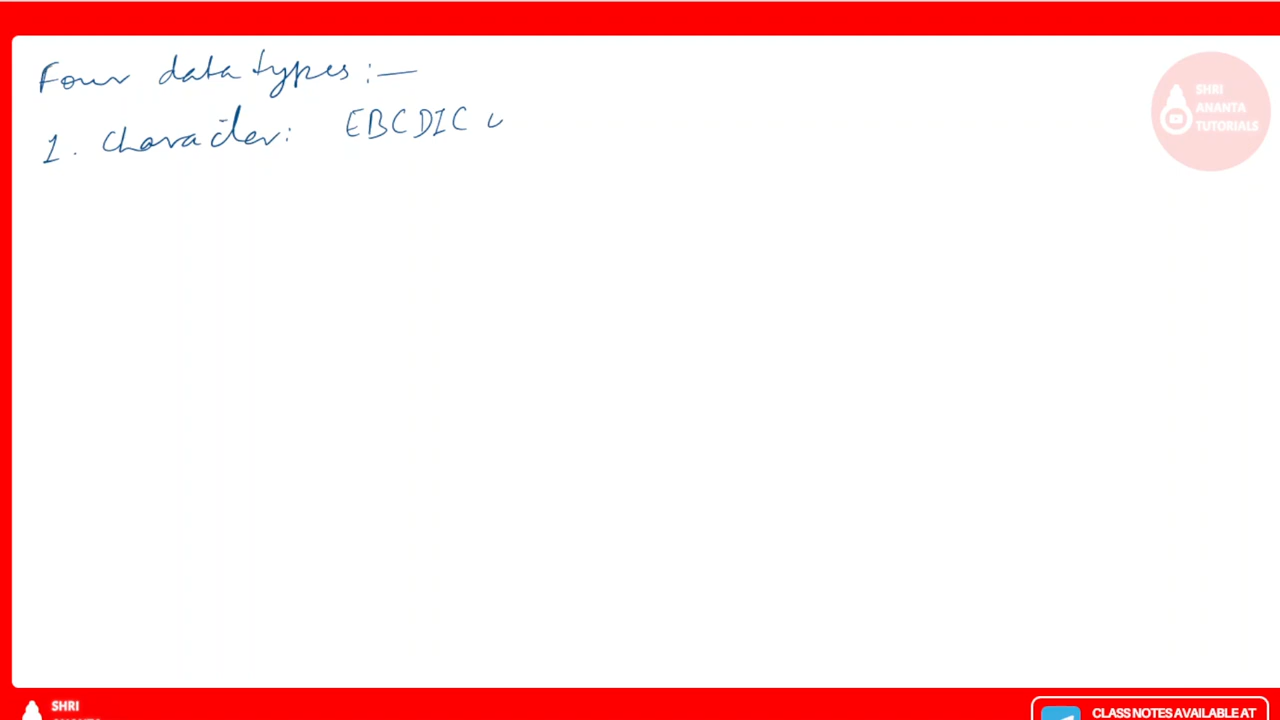 Four data types :—
1. Character: EBCDIC
SHRI
ANANTA
TUTORIALS
SHRI
CLASS NOTES AVAILABLE AT